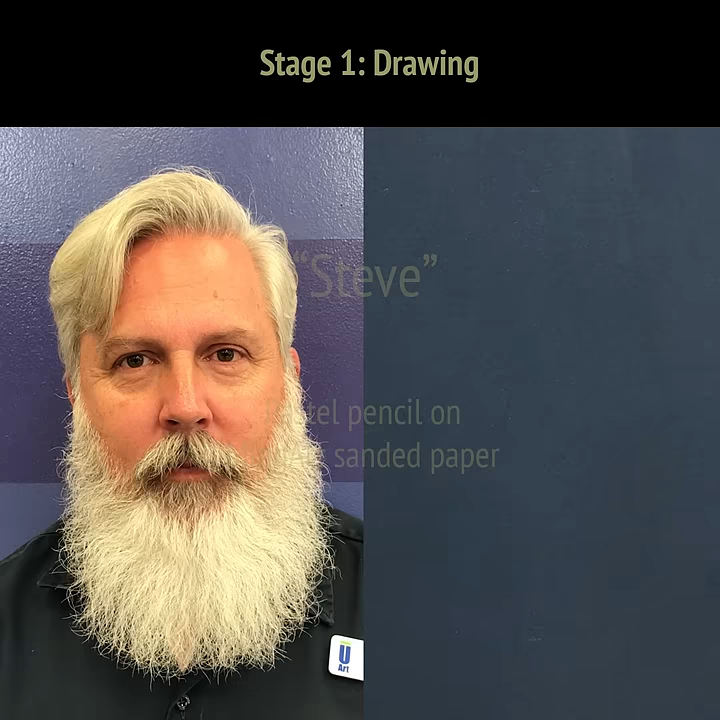 Stage 1: Drawing
“Steve”
pencil on
sanded paper
U
Art